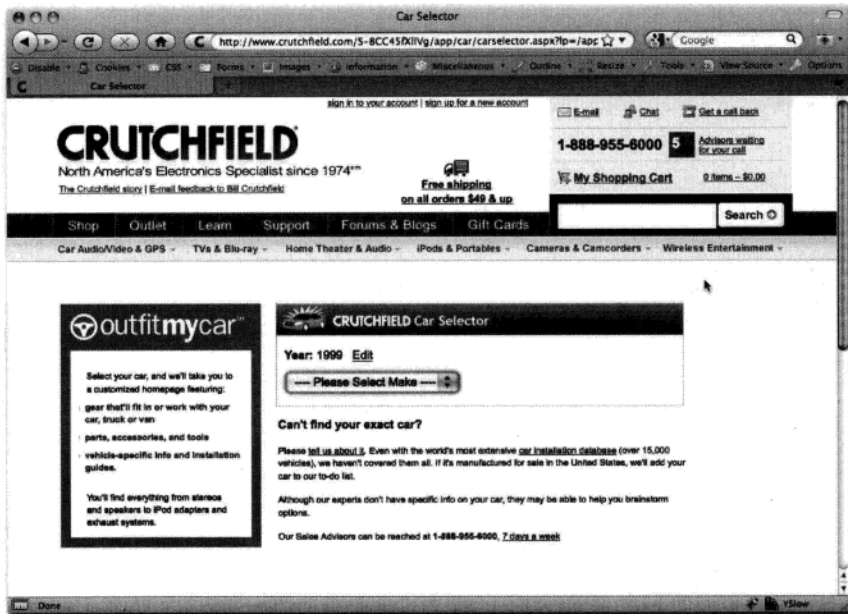 Car Selector
http://www.crutchfield.com/S-8CC45fXllVg/app/car/carselector.aspx?lp=/app
Google
Disable Cookies CSS Forms Images Information Miscellaneous Outline Resize Tools View Source Options
Car Selector
sign in to your account | sign up for a new account
E-mail Chat Get a call back
CRUTCHFIELD
North America's Electronics Specialist since 1974
The Crutchfield story | E-mail feedback to Bill Crutchfield
Free shipping
on all orders $49 & up
1-888-955-6000 5 Advisors waiting
for your call
My Shopping Cart 0 items – $0.00
Search
Shop Outlet Learn Support Forums & Blogs Gift Cards
Car Audio/Video & GPS TVs & Blu-ray Home Theater & Audio iPods & Portables Cameras & Camcorders Wireless Entertainment
outfitmycar
Select your car, and we'll take you to
a customized homepage featuring:
gear that'll fit in or work with your
car, truck or van
parts, accessories, and tools
vehicle-specific info and installation
guides.
You'll find everything from stereos
and speakers to iPod adapters and
exhaust systems.
CRUTCHFIELD Car Selector
Year: 1999 Edit
---- Please Select Make ----
Can't find your exact car?
Please tell us about it. Even with the world's most extensive car installation database (over 15,000
vehicles), we haven't covered them all. If it's manufactured for sale in the United States, we'll add your
car to our to-do list.
Although our experts don't have specific info on your car, they may be able to help you brainstorm
options.
Our Sales Advisors can be reached at 1-888-955-6000, 7 days a week
Done
YSlow